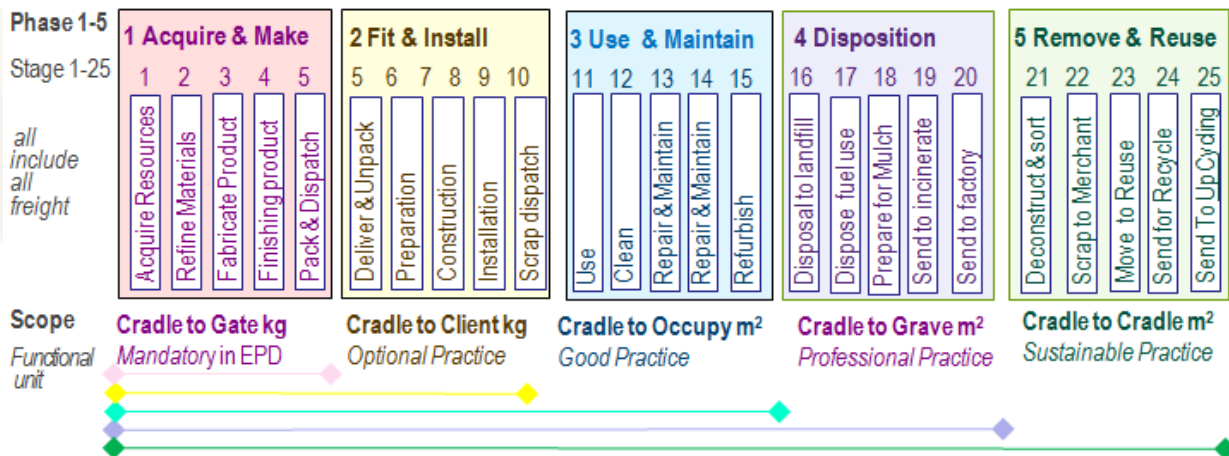 Phase 1-5
1 Acquire & Make
2 Fit & Install
3 Use & Maintain
4 Disposition
5 Remove & Reuse
Stage 1-25
1 2 3 4 5
5 6 7 8 9 10
11 12 13 14 15
16 17 18 19 20
21 22 23 24 25
all
include
all
freight
Acquire Resources
Refine Materials
Fabricate Product
Finishing product
Pack & Dispatch
Deliver & Unpack
Preparation
Construction
Installation
Scrap dispatch
Use
Clean
Repair & Maintain
Repair & Maintain
Refurbish
Disposal to landfill
Dispose fuel use
Prepare for Mulch
Send to incinerate
Send to factory
Deconstruct & sort
Scrap to Merchant
Move to Reuse
Send for Recycle
Send To UpCycling
Scope
Cradle to Gate kg
Cradle to Client kg
Cradle to Occupy m²
Cradle to Grave m²
Cradle to Cradle m²
Functional
unit
Mandatory in EPD
Optional Practice
Good Practice
Professional Practice
Sustainable Practice